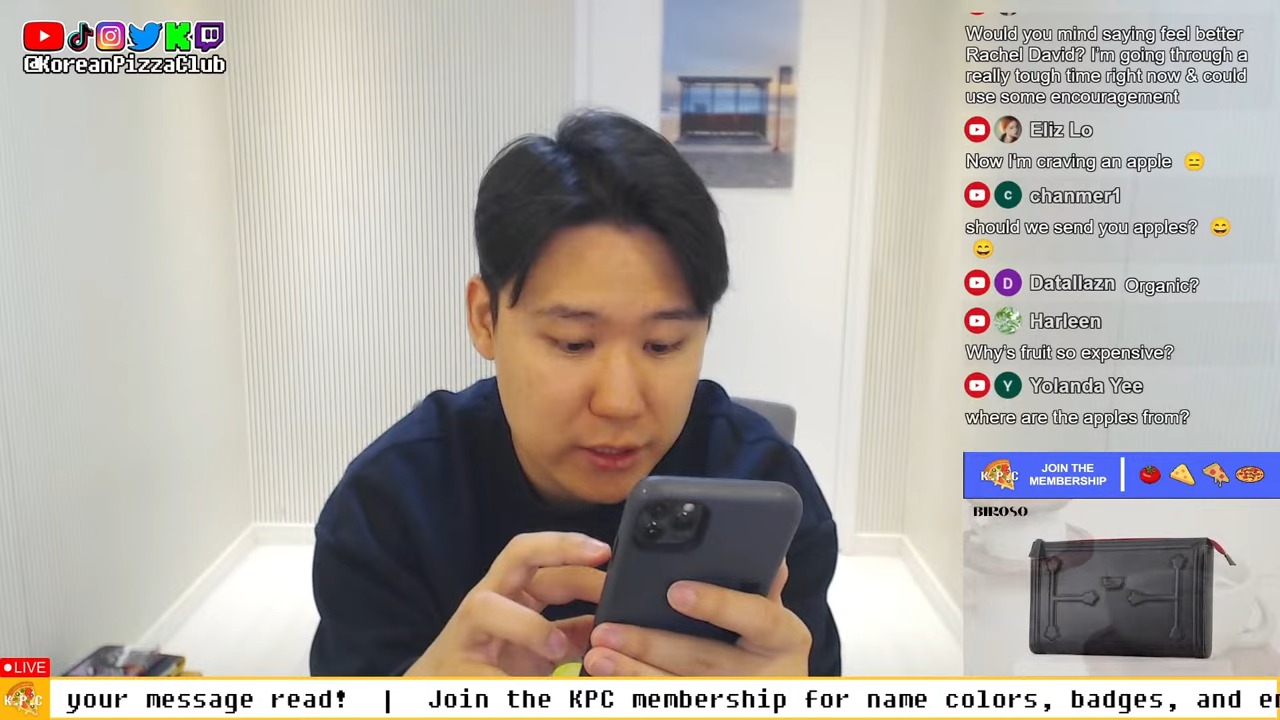 @KoreanPizzaClub
Would you mind saying feel better
Rachel David? I'm going through a
really tough time right now & could
use some encouragement
Eliz Lo
Now I'm craving an apple 😑
c chanmer1
should we send you apples? 😄
😄
D Datallazn Organic?
Harleen
Why's fruit so expensive?
Y Yolanda Yee
where are the apples from?
KPC
JOIN THE
MEMBERSHIP
BIROSO
LIVE
KPC
your message read! | Join the KPC membership for name colors, badges, and e